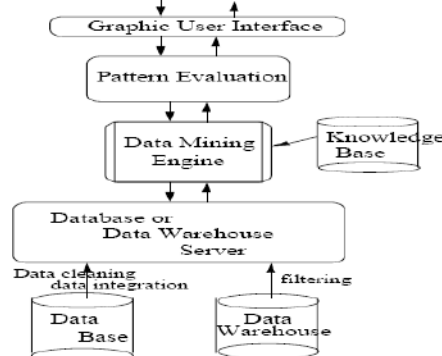 Graphic User Interface
Pattern Evaluation
Data Mining
Engine
Knowledge
Base
Database or
Data Warehouse
Server
Data cleaning
data integration
filtering
Data
Base
Data
Warehouse